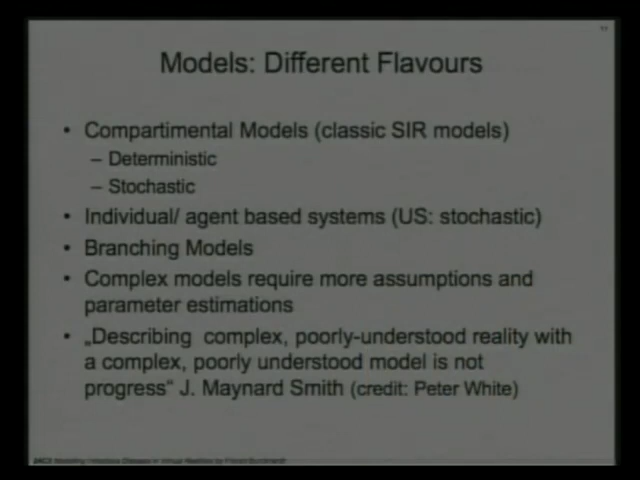 Models: Different Flavours
• Compartimental Models (classic SIR models)
– Deterministic
– Stochastic
• Individual/ agent based systems (US: stochastic)
• Branching Models
• Complex models require more assumptions and
parameter estimations
• „Describing complex, poorly-understood reality with
a complex, poorly understood model is not
progress“ J. Maynard Smith (credit: Peter White)